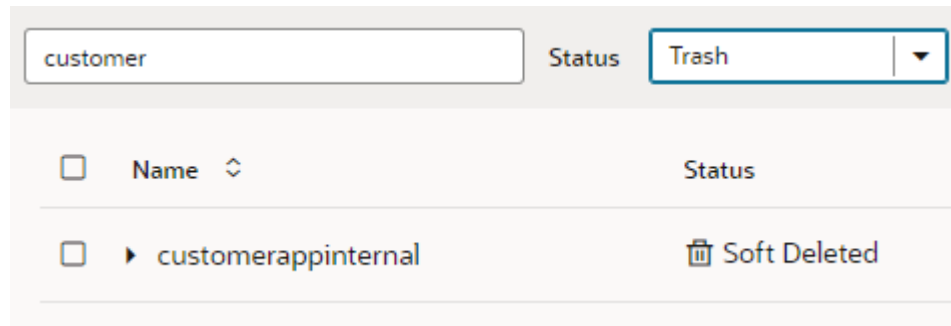 customer Status Trash
Name Status
customerappinternal Soft Deleted